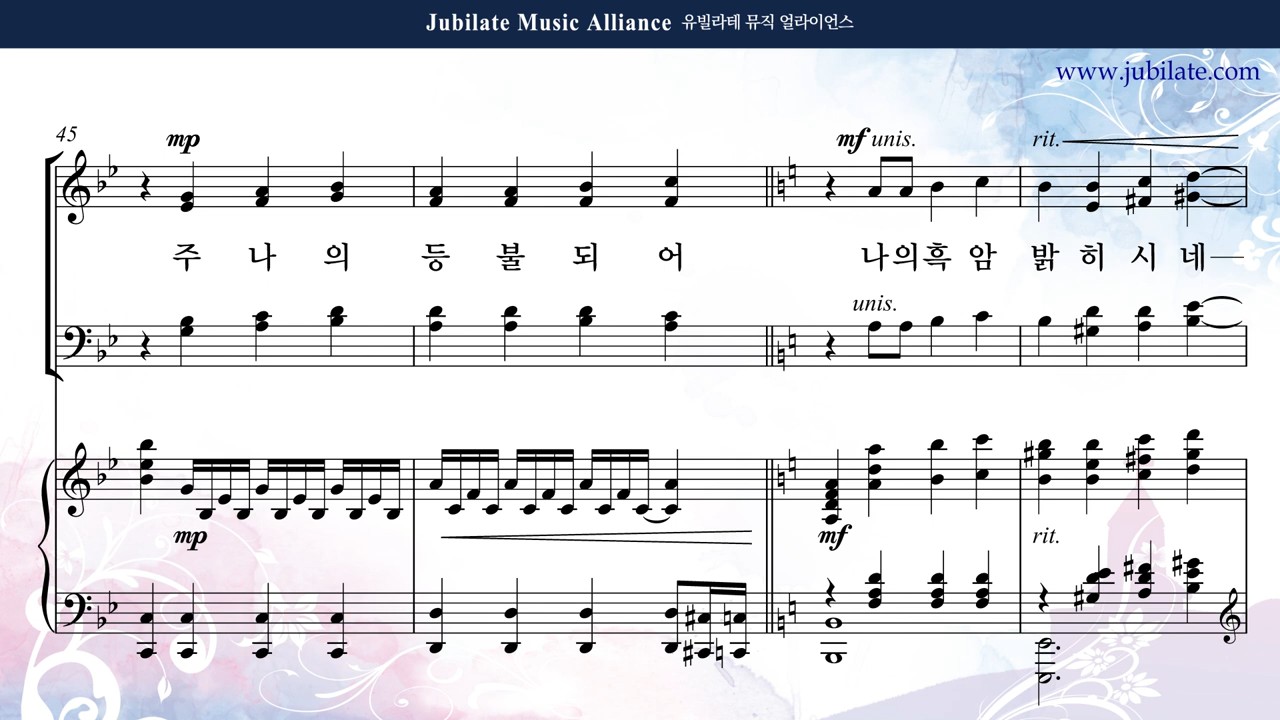 Jubilate Music Alliance 유빌라테 뮤직 얼라이언스
www.jubilate.com
45
mp
mf unis.
rit.
주 나 의 등 불 되 어 나의흑 암 밝 히 시 네
unis.
mp
mf
rit.